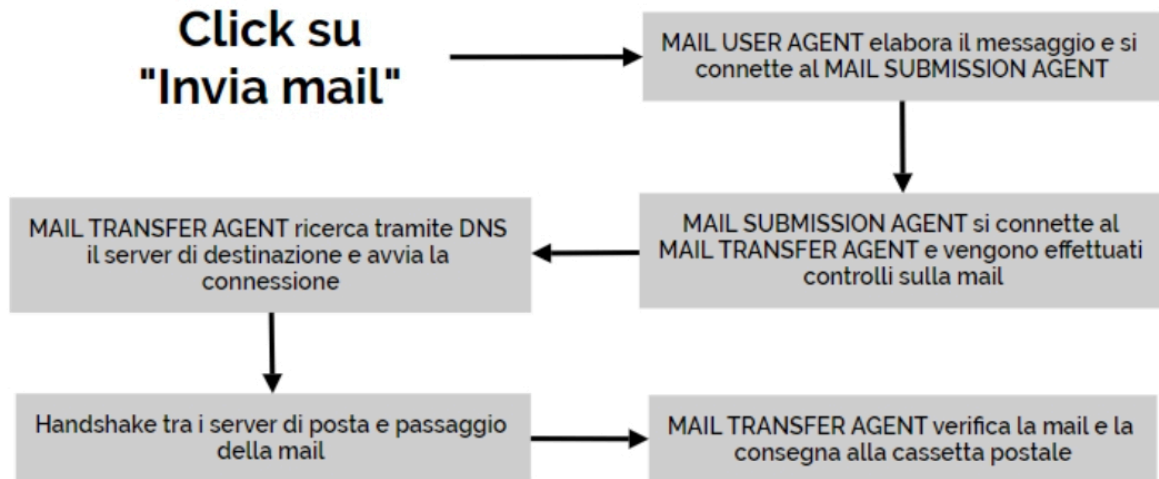 Click su
"Invia mail"
MAIL USER AGENT elabora il messaggio e si
connette al MAIL SUBMISSION AGENT
MAIL SUBMISSION AGENT si connette al
MAIL TRANSFER AGENT e vengono effettuati
controlli sulla mail
MAIL TRANSFER AGENT ricerca tramite DNS
il server di destinazione e avvia la
connessione
Handshake tra i server di posta e passaggio
della mail
MAIL TRANSFER AGENT verifica la mail e la
consegna alla cassetta postale